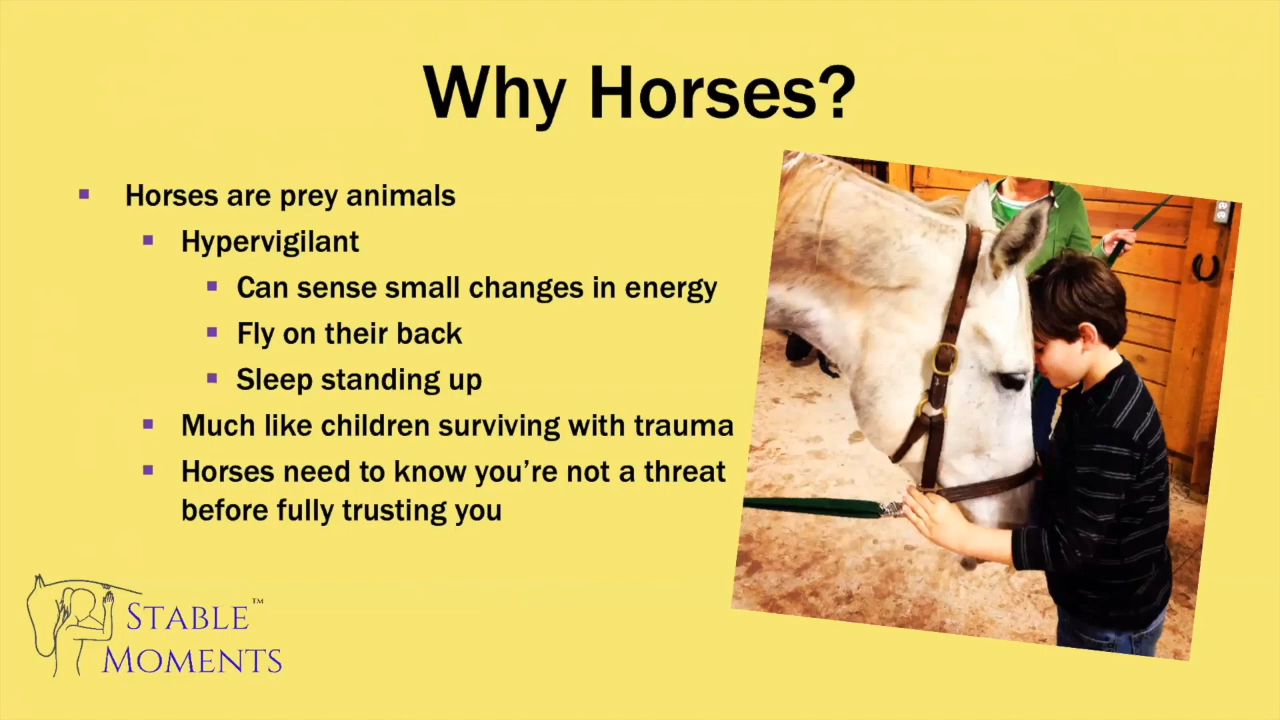 Why Horses?
Horses are prey animals
Hypervigilant
Can sense small changes in energy
Fly on their back
Sleep standing up
Much like children surviving with trauma
Horses need to know you're not a threat
before fully trusting you
STABLE™
MOMENTS